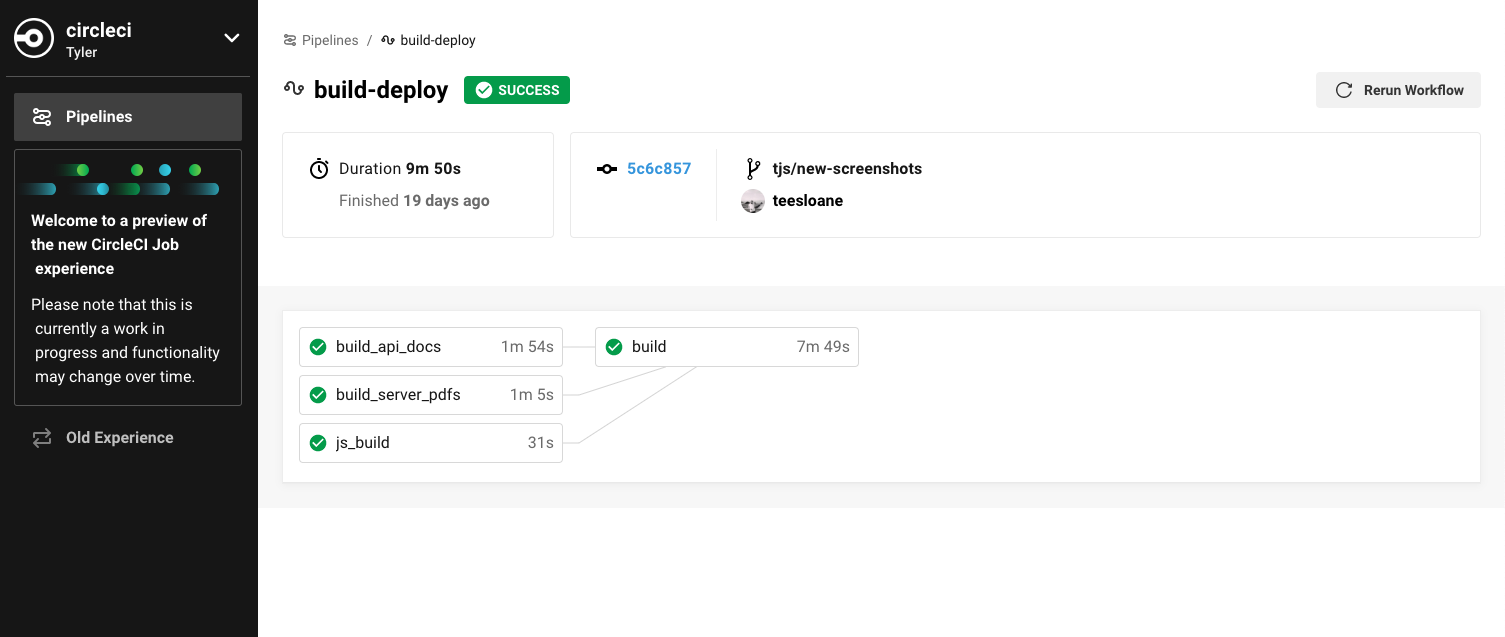 circleci
Tyler
Pipelines
Welcome to a preview of
the new CircleCI Job
experience
Please note that this is
currently a work in
progress and functionality
may change over time.
Old Experience
Pipelines / build-deploy
build-deploy SUCCESS
Rerun Workflow
Duration 9m 50s
Finished 19 days ago
5c6c857
tjs/new-screenshots
teesloane
build_api_docs 1m 54s
build 7m 49s
build_server_pdfs 1m 5s
js_build 31s